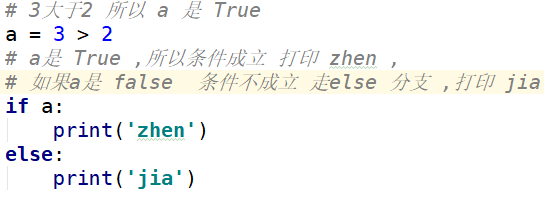 # 3大于2 所以 a 是 True
a = 3 > 2
# a是 True ,所以条件成立 打印 zhen ,
# 如果a是 false  条件不成立 走else 分支 ,打印 jia
if a:
    print('zhen')
else:
    print('jia')